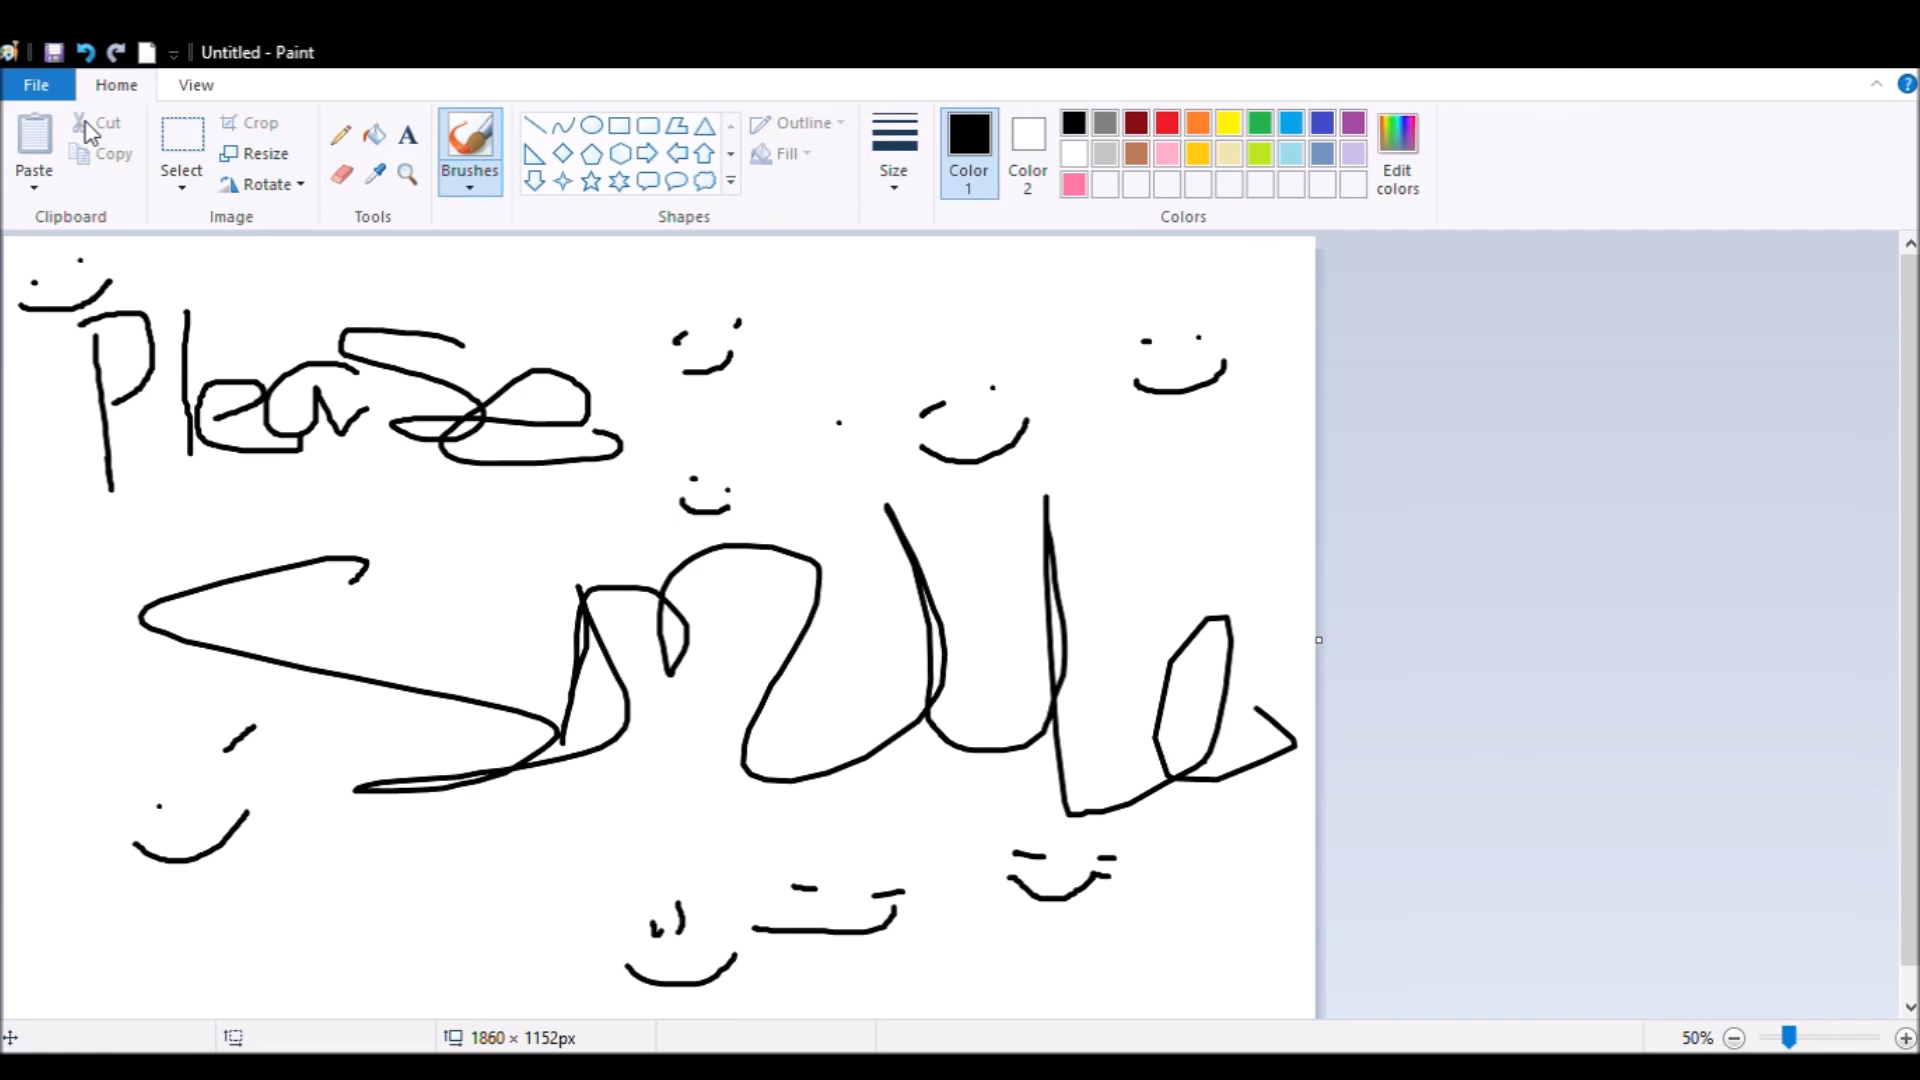 Untitled - Paint
File Home View
Paste
Cut
Copy
Clipboard
Select
Crop
Resize
Rotate
Image
Tools
Brushes
Outline
Fill
Shapes
Size
Color 1
Color 2
Edit colors
Colors
Please
Smile
1860 × 1152px
50%